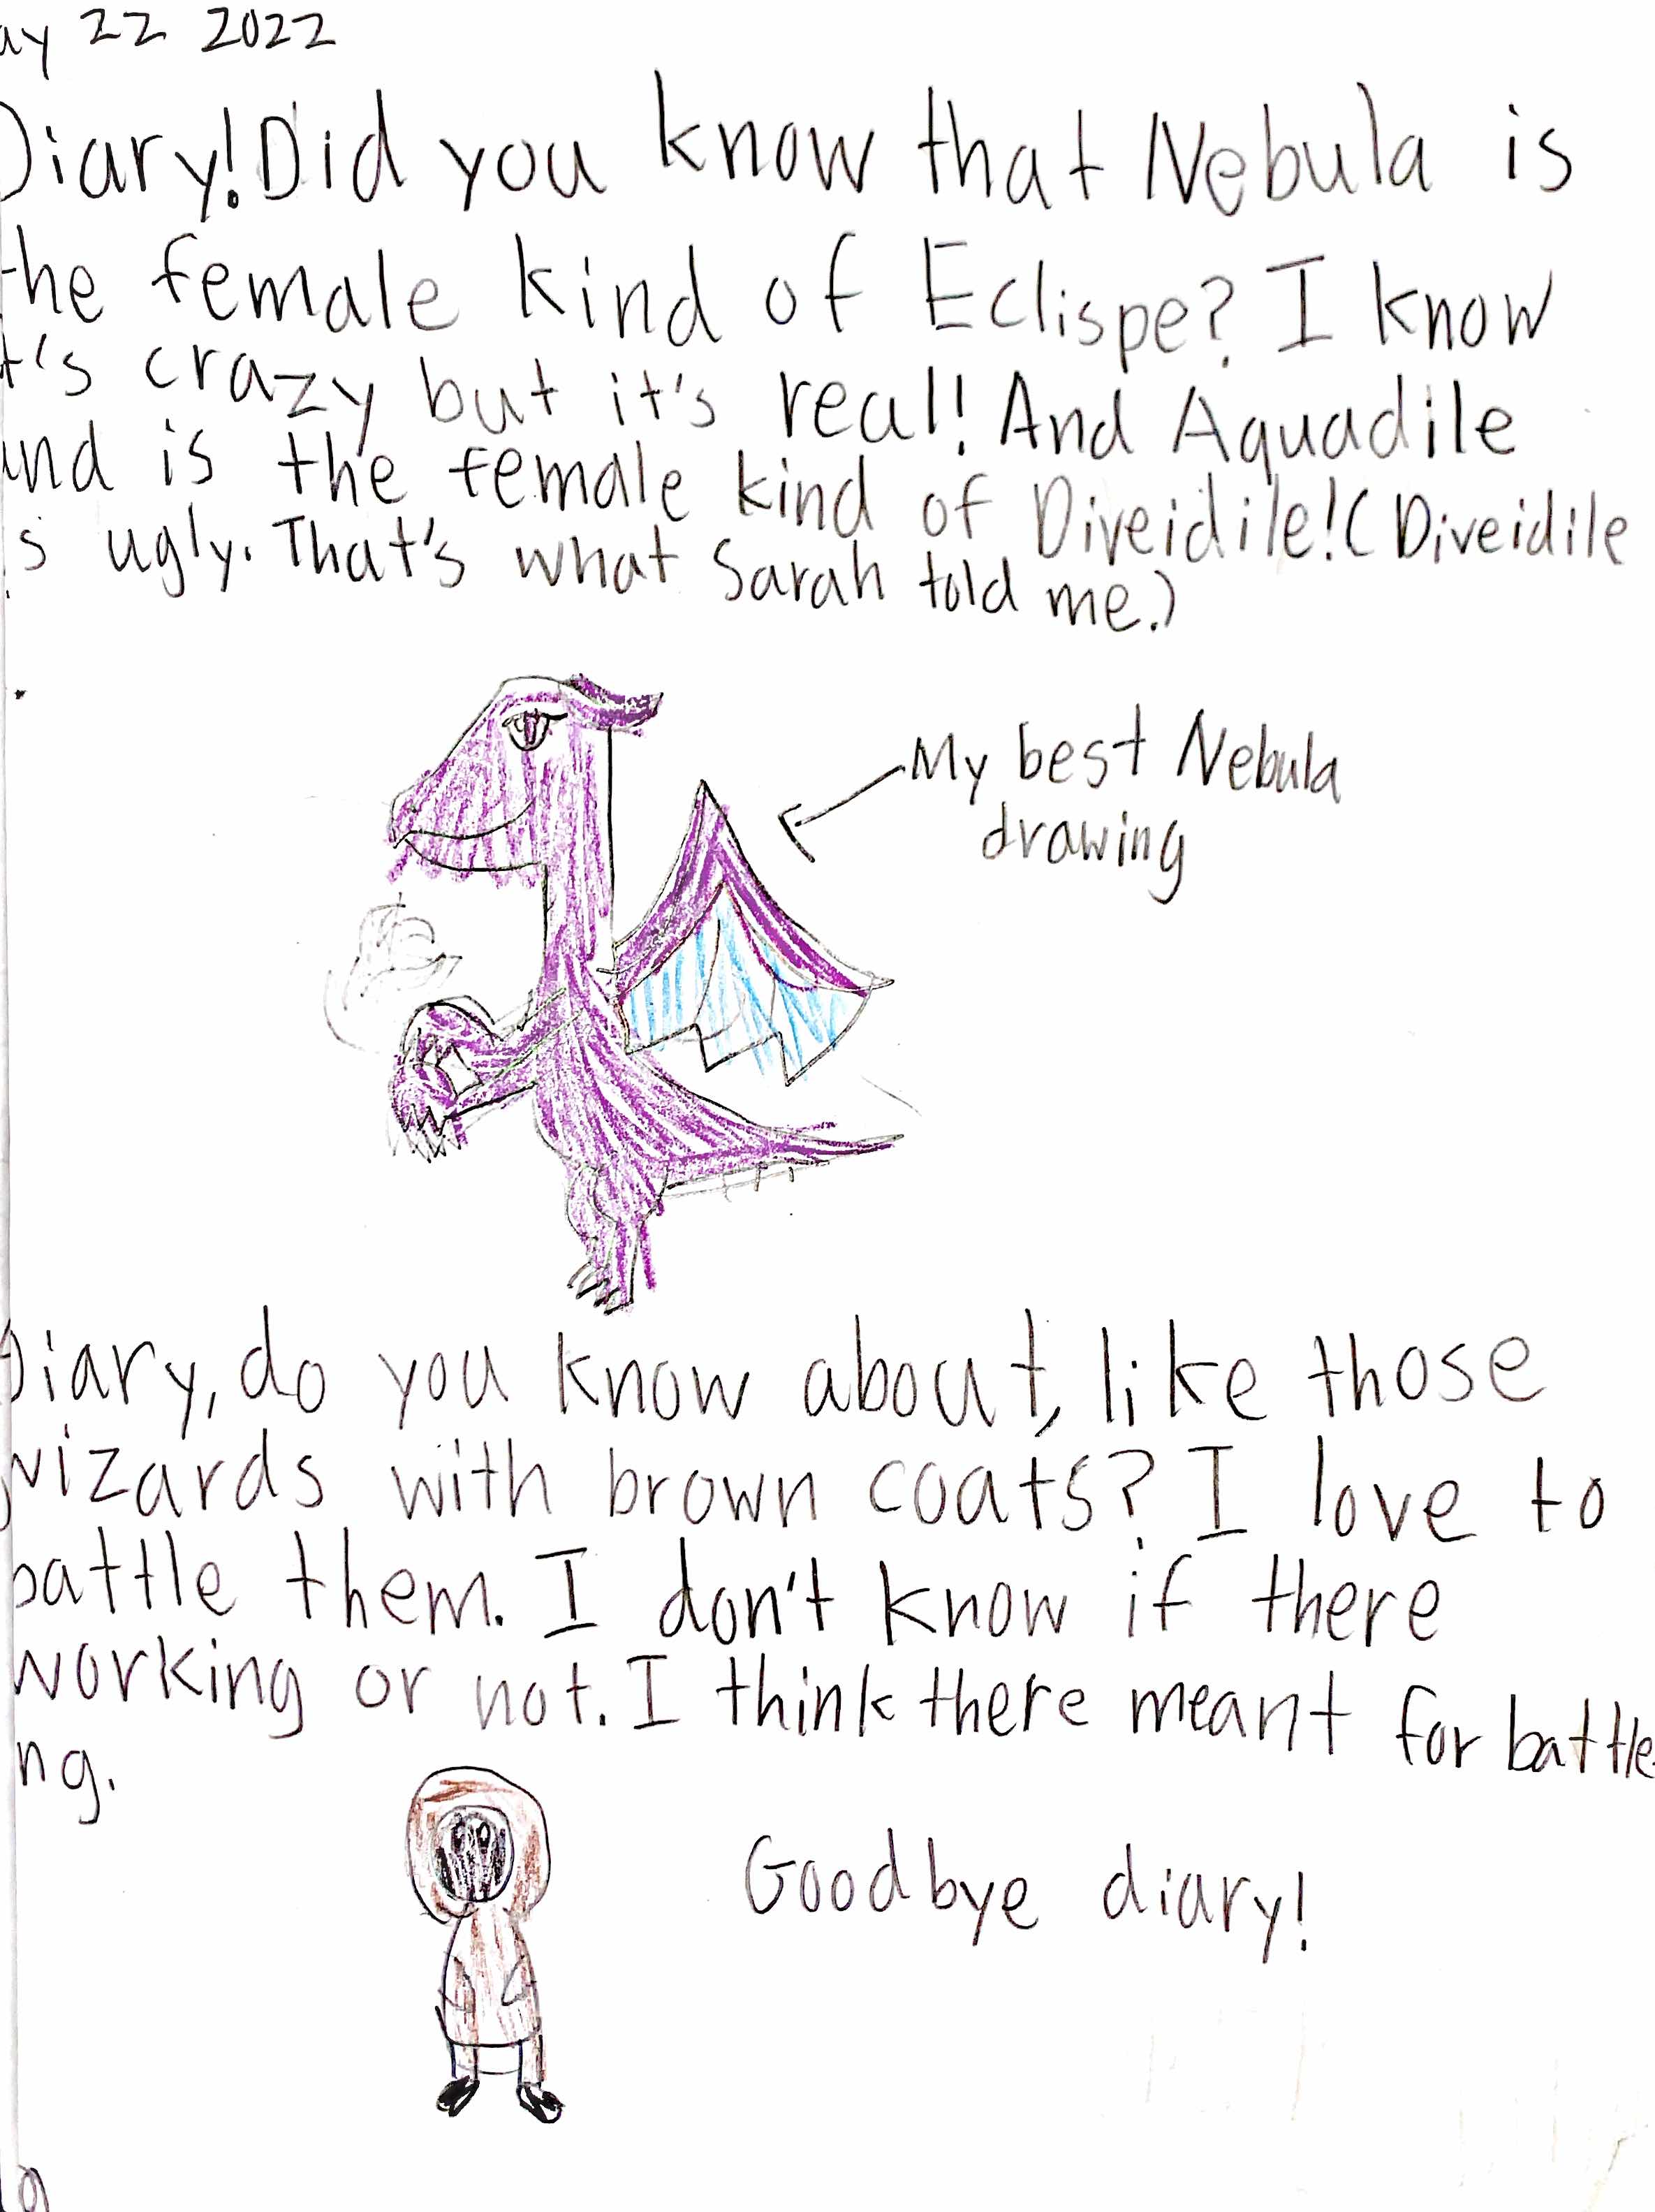 ay 22 2022
Diary! Did you know that Nebula is
the female kind of Eclispe? I know
t's crazy but it's real! And Aquadile
and is the female kind of Diveidile! (Diveidile
is ugly. That's what Sarah told me.)
My best Nebula
drawing
Diary, do you know about, like those
wizards with brown coats? I love to
battle them. I don't know if there
working or not. I think there meant for battle
ng.
Goodbye diary!